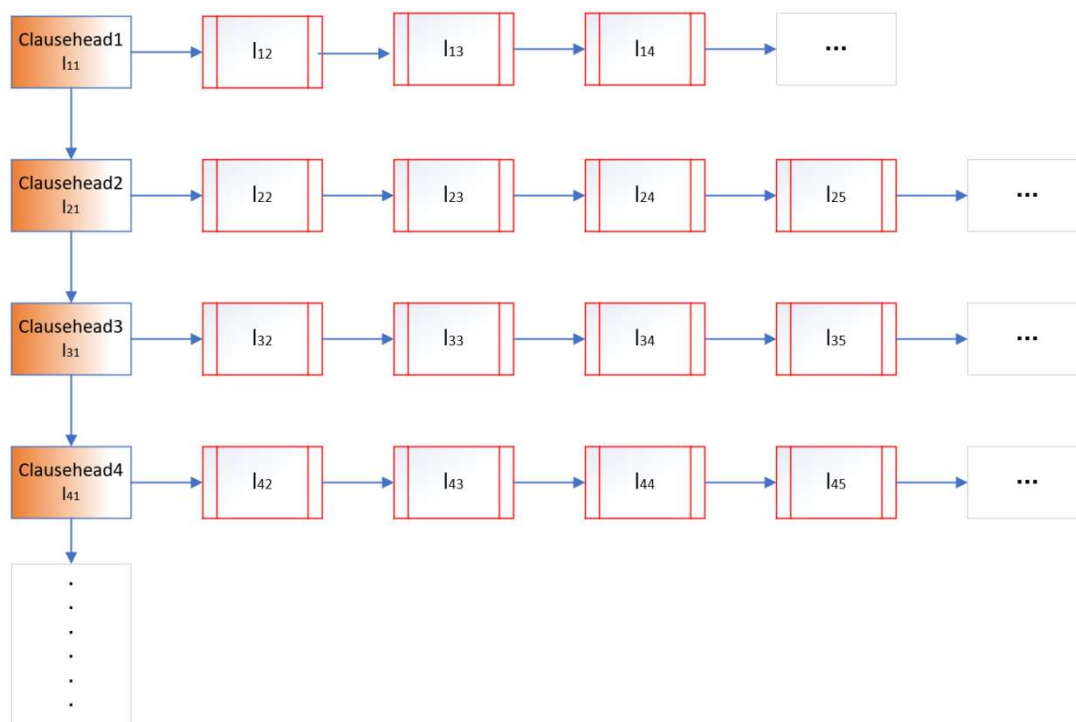 Clausehead1
l₁₁
l₁₂
l₁₃
l₁₄
...
Clausehead2
l₂₁
l₂₂
l₂₃
l₂₄
l₂₅
...
Clausehead3
l₃₁
l₃₂
l₃₃
l₃₄
l₃₅
...
Clausehead4
l₄₁
l₄₂
l₄₃
l₄₄
l₄₅
...
.
.
.
.
.
.